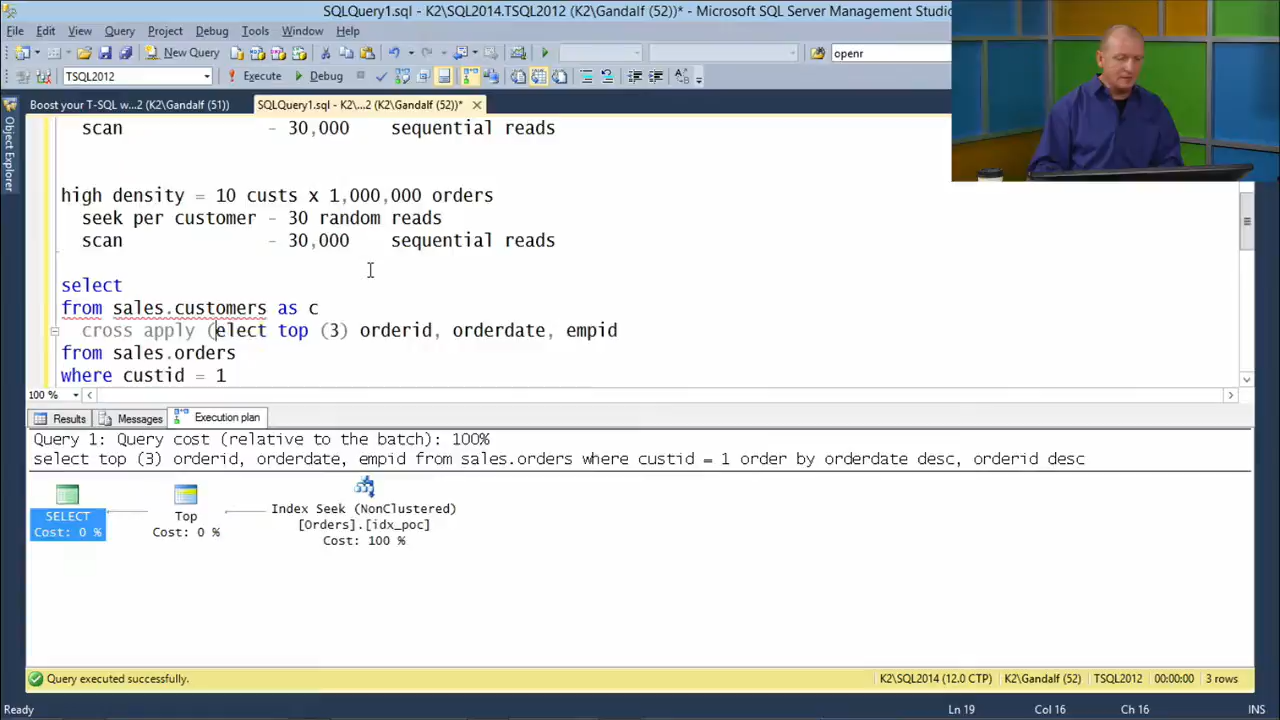 SQLQuery1.sql - K2\SQL2014.TSQL2012 (K2\Gandalf (52))* - Microsoft SQL Server Management Studio
File Edit View Query Project Debug Tools Window Help
New Query openr
TSQL2012 Execute Debug
Boost your T-SQL w...2 (K2\Gandalf (51)) SQLQuery1.sql - K2\...2 (K2\Gandalf (52))*
Object Explorer
scan - 30,000 sequential reads
high density = 10 custs x 1,000,000 orders
seek per customer - 30 random reads
scan - 30,000 sequential reads
select
from sales.customers as c
cross apply (elect top (3) orderid, orderdate, empid
from sales.orders
where custid = 1
100 %
Results Messages Execution plan
Query 1: Query cost (relative to the batch): 100%
select top (3) orderid, orderdate, empid from sales.orders where custid = 1 order by orderdate desc, orderid desc
SELECT
Cost: 0 %
Top
Cost: 0 %
Index Seek (NonClustered)
[Orders].[idx_poc]
Cost: 100 %
Query executed successfully. K2\SQL2014 (12.0 CTP) K2\Gandalf (52) TSQL2012 00:00:00 3 rows
Ready Ln 19 Col 16 Ch 16 INS